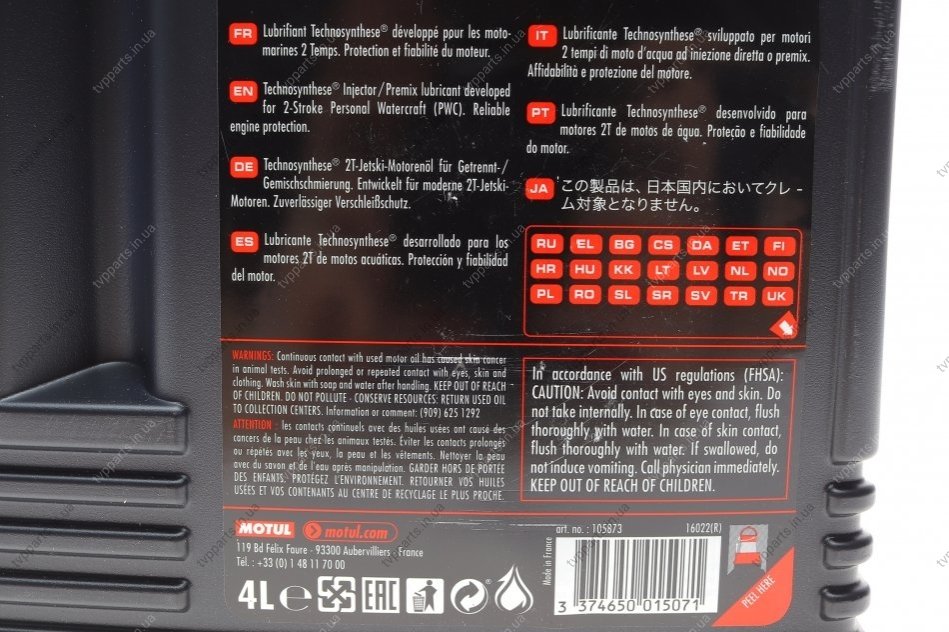 FR Lubrifiant Technosynthese® développé pour les moto-
marines 2 Temps. Protection et fiabilité du moteur.
EN Technosynthese® Injector/Premix lubricant developed
for 2-Stroke Personal Watercraft (PWC). Reliable
engine protection.
DE Technosynthese® 2T-Jetski-Motorenöl für Getrennt-/
Gemischschmierung. Entwickelt für moderne 2T-Jetski-
Motoren. Zuverlässiger Verschleißschutz.
ES Lubricante Technosynthese® desarrollado para los
motores 2T de motos acuáticas. Protección y fiabilidad
del motor.
IT Lubrificante Technosynthese® sviluppato per motori
2 tempi di moto d'acqua ad iniezione diretta o premix.
Affidabilità e protezione del motore.
PT Lubrificante Technosynthese® desenvolvido para
motores 2T de motos de água. Proteção e fiabilidade
do motor.
JA この製品は、日本国内においてクレー
ム対象となりません。
RU EL BG CS DA ET FI
HR HU KK LT LV NL NO
PL RO SL SR SV TR UK
WARNINGS: Continuous contact with used motor oil has caused skin cancer
in animal tests. Avoid prolonged or repeated contact with eyes, skin and
clothing. Wash skin with soap and water after handling. KEEP OUT OF REACH
OF CHILDREN. DO NOT POLLUTE - CONSERVE RESOURCES: RETURN USED OIL
TO COLLECTION CENTERS. Information or comment: (909) 625 1292
ATTENTION : les contacts continuels avec des huiles usées ont causé des
cancers de la peau chez les animaux testés. Éviter les contacts prolongés
ou répétés avec les yeux, la peau et les vêtements. Nettoyer la peau
avec du savon et de l'eau après manipulation. GARDER HORS DE PORTÉE
DES ENFANTS. PROTÉGEZ L'ENVIRONNEMENT. RETOURNER VOS HUILES
USÉES ET VOS CONTENANTS AU CENTRE DE RECYCLAGE LE PLUS PROCHE.
In accordance with US regulations (FHSA):
CAUTION: Avoid contact with eyes and skin. Do
not take internally. In case of eye contact, flush
thoroughly with water. In case of skin contact,
flush thoroughly with water. If swallowed, do
not induce vomiting. Call physician immediately.
KEEP OUT OF REACH OF CHILDREN.
MOTUL motul.com
119 Bd Félix Faure - 93300 Aubervilliers - France
Tél. : +33 (0) 1 48 11 70 00
4L ℮ EAC
Made in France
art. no. : 105873 16022(R)
3 374650 015071
PEEL HERE
tvpparts.in.ua